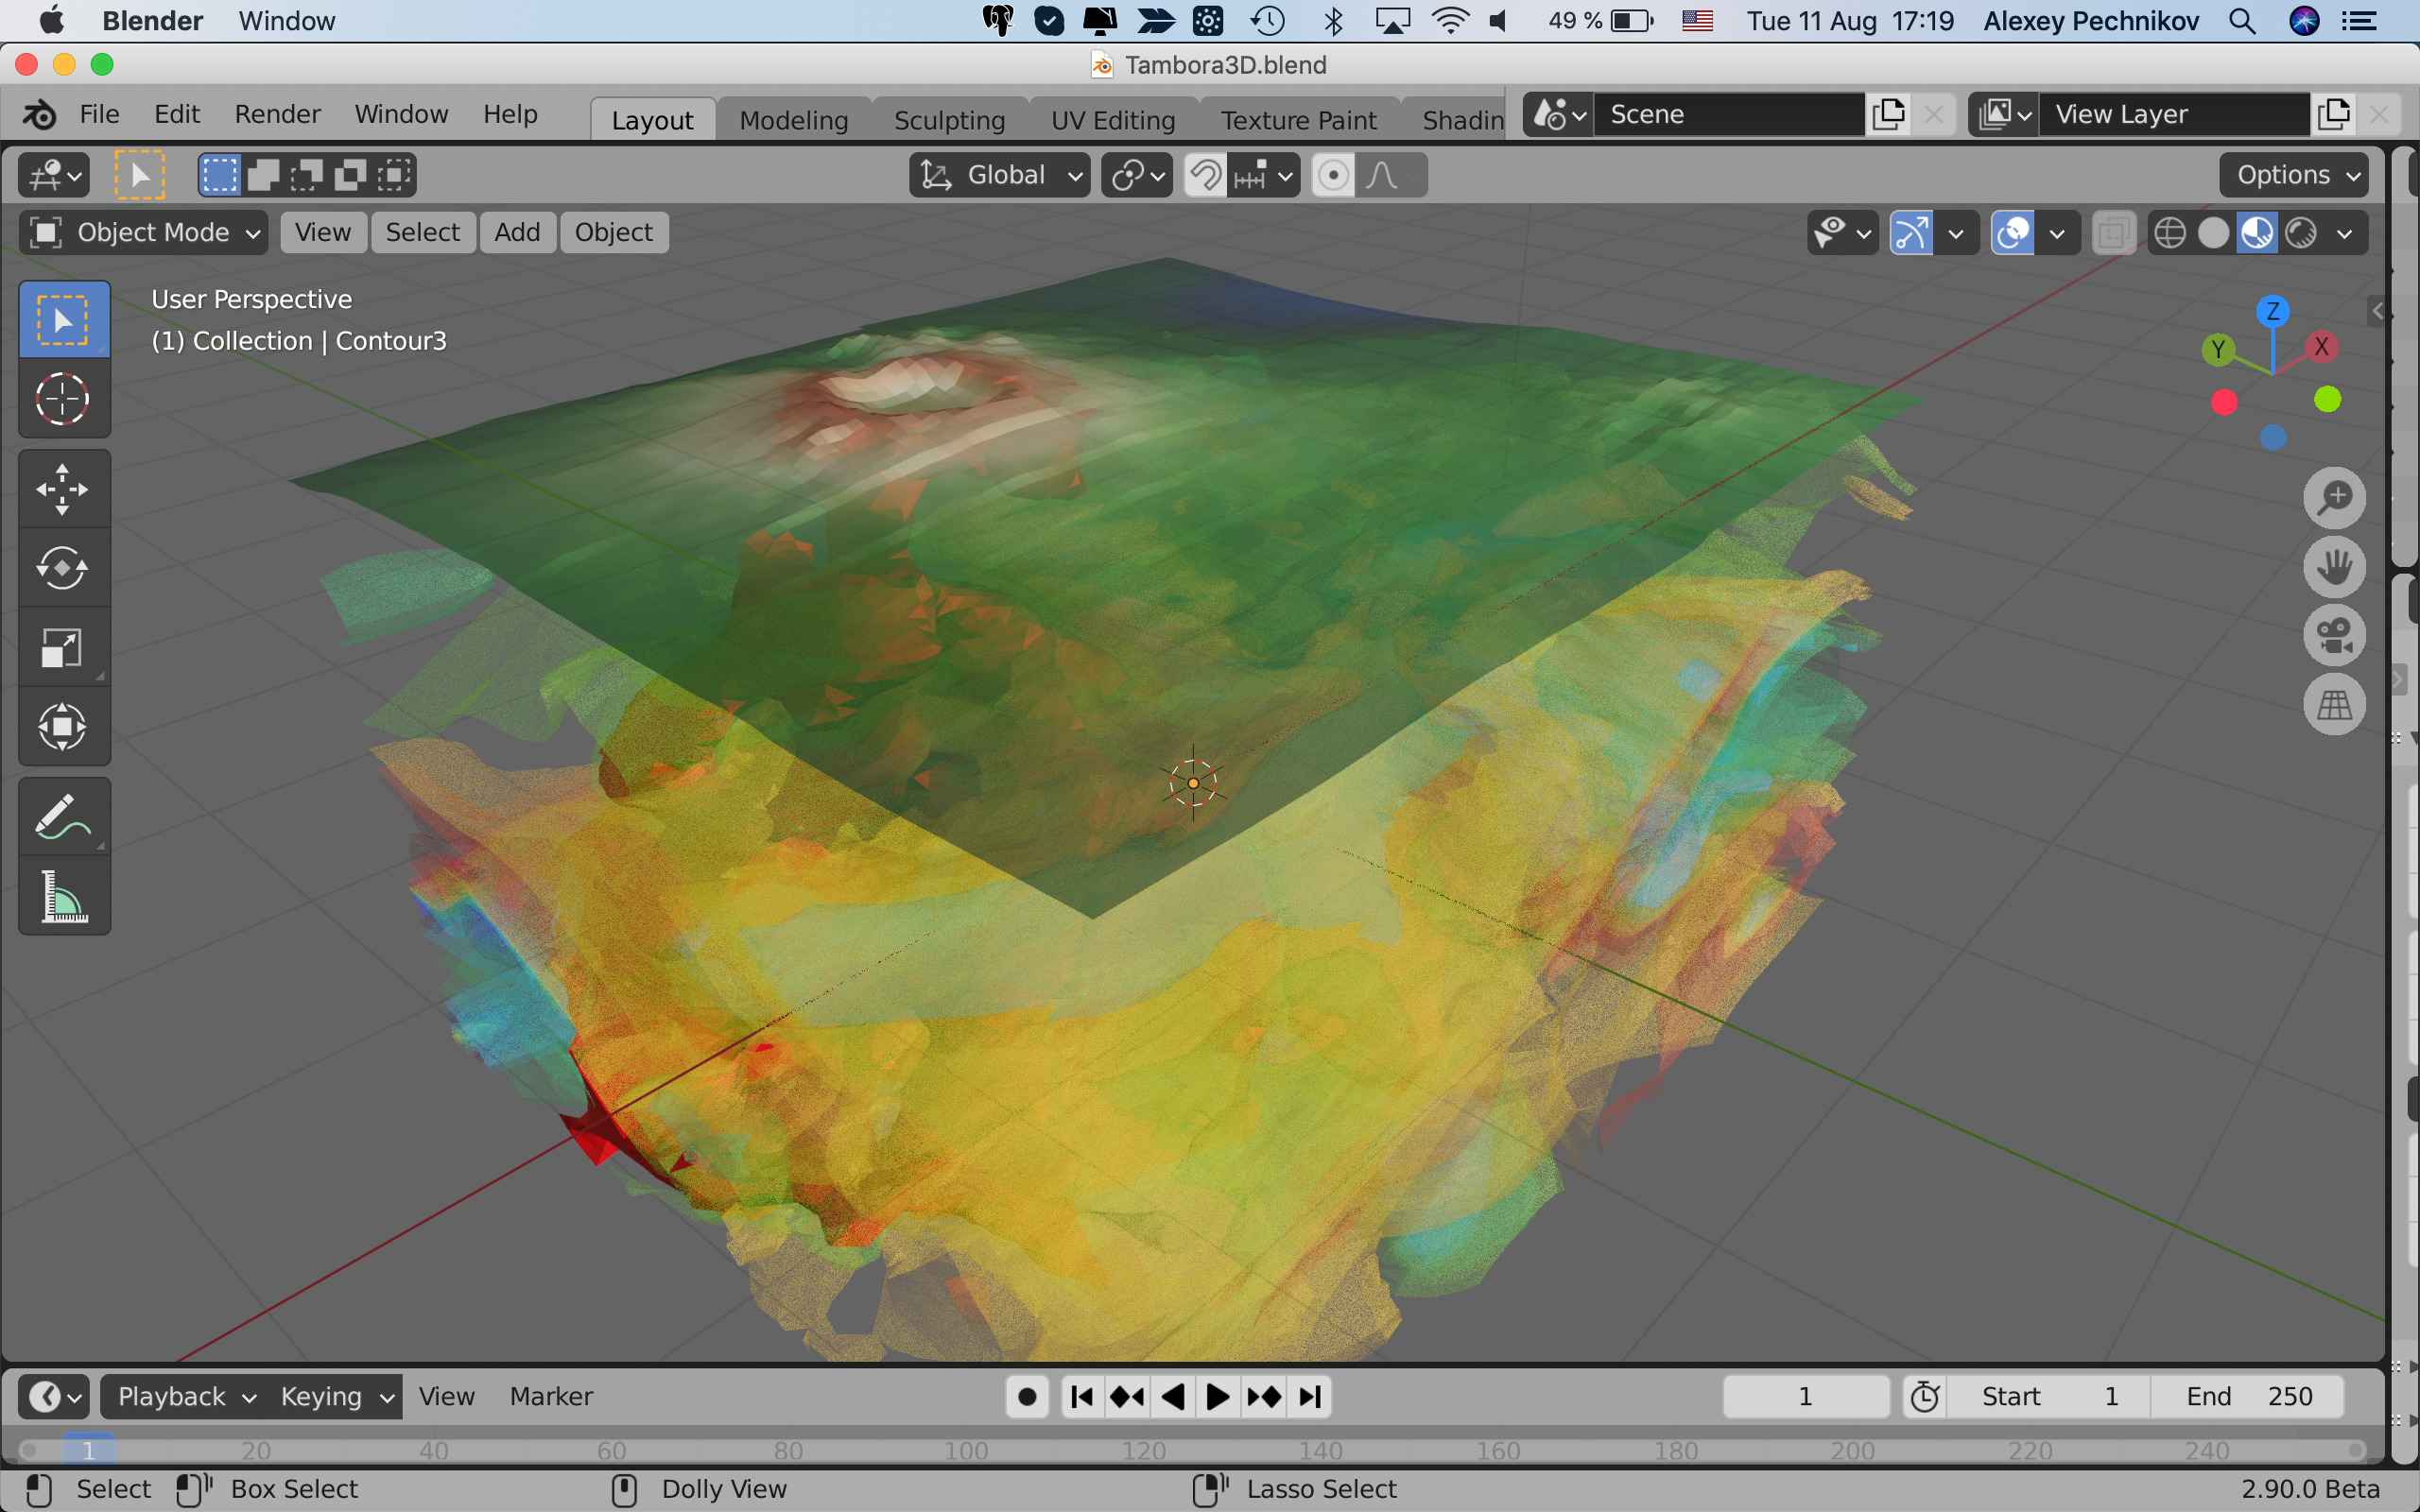 Blender Window 49 % Tue 11 Aug 17:19 Alexey Pechnikov
Tambora3D.blend
File Edit Render Window Help Layout Modeling Sculpting UV Editing Texture Paint Shadin Scene View Layer
Global Options
Object Mode View Select Add Object
User Perspective
(1) Collection | Contour3
Z
Y X
Playback Keying View Marker 1 Start 1 End 250
1 20 40 60 80 100 120 140 160 180 200 220 240
Select Box Select Dolly View Lasso Select 2.90.0 Beta